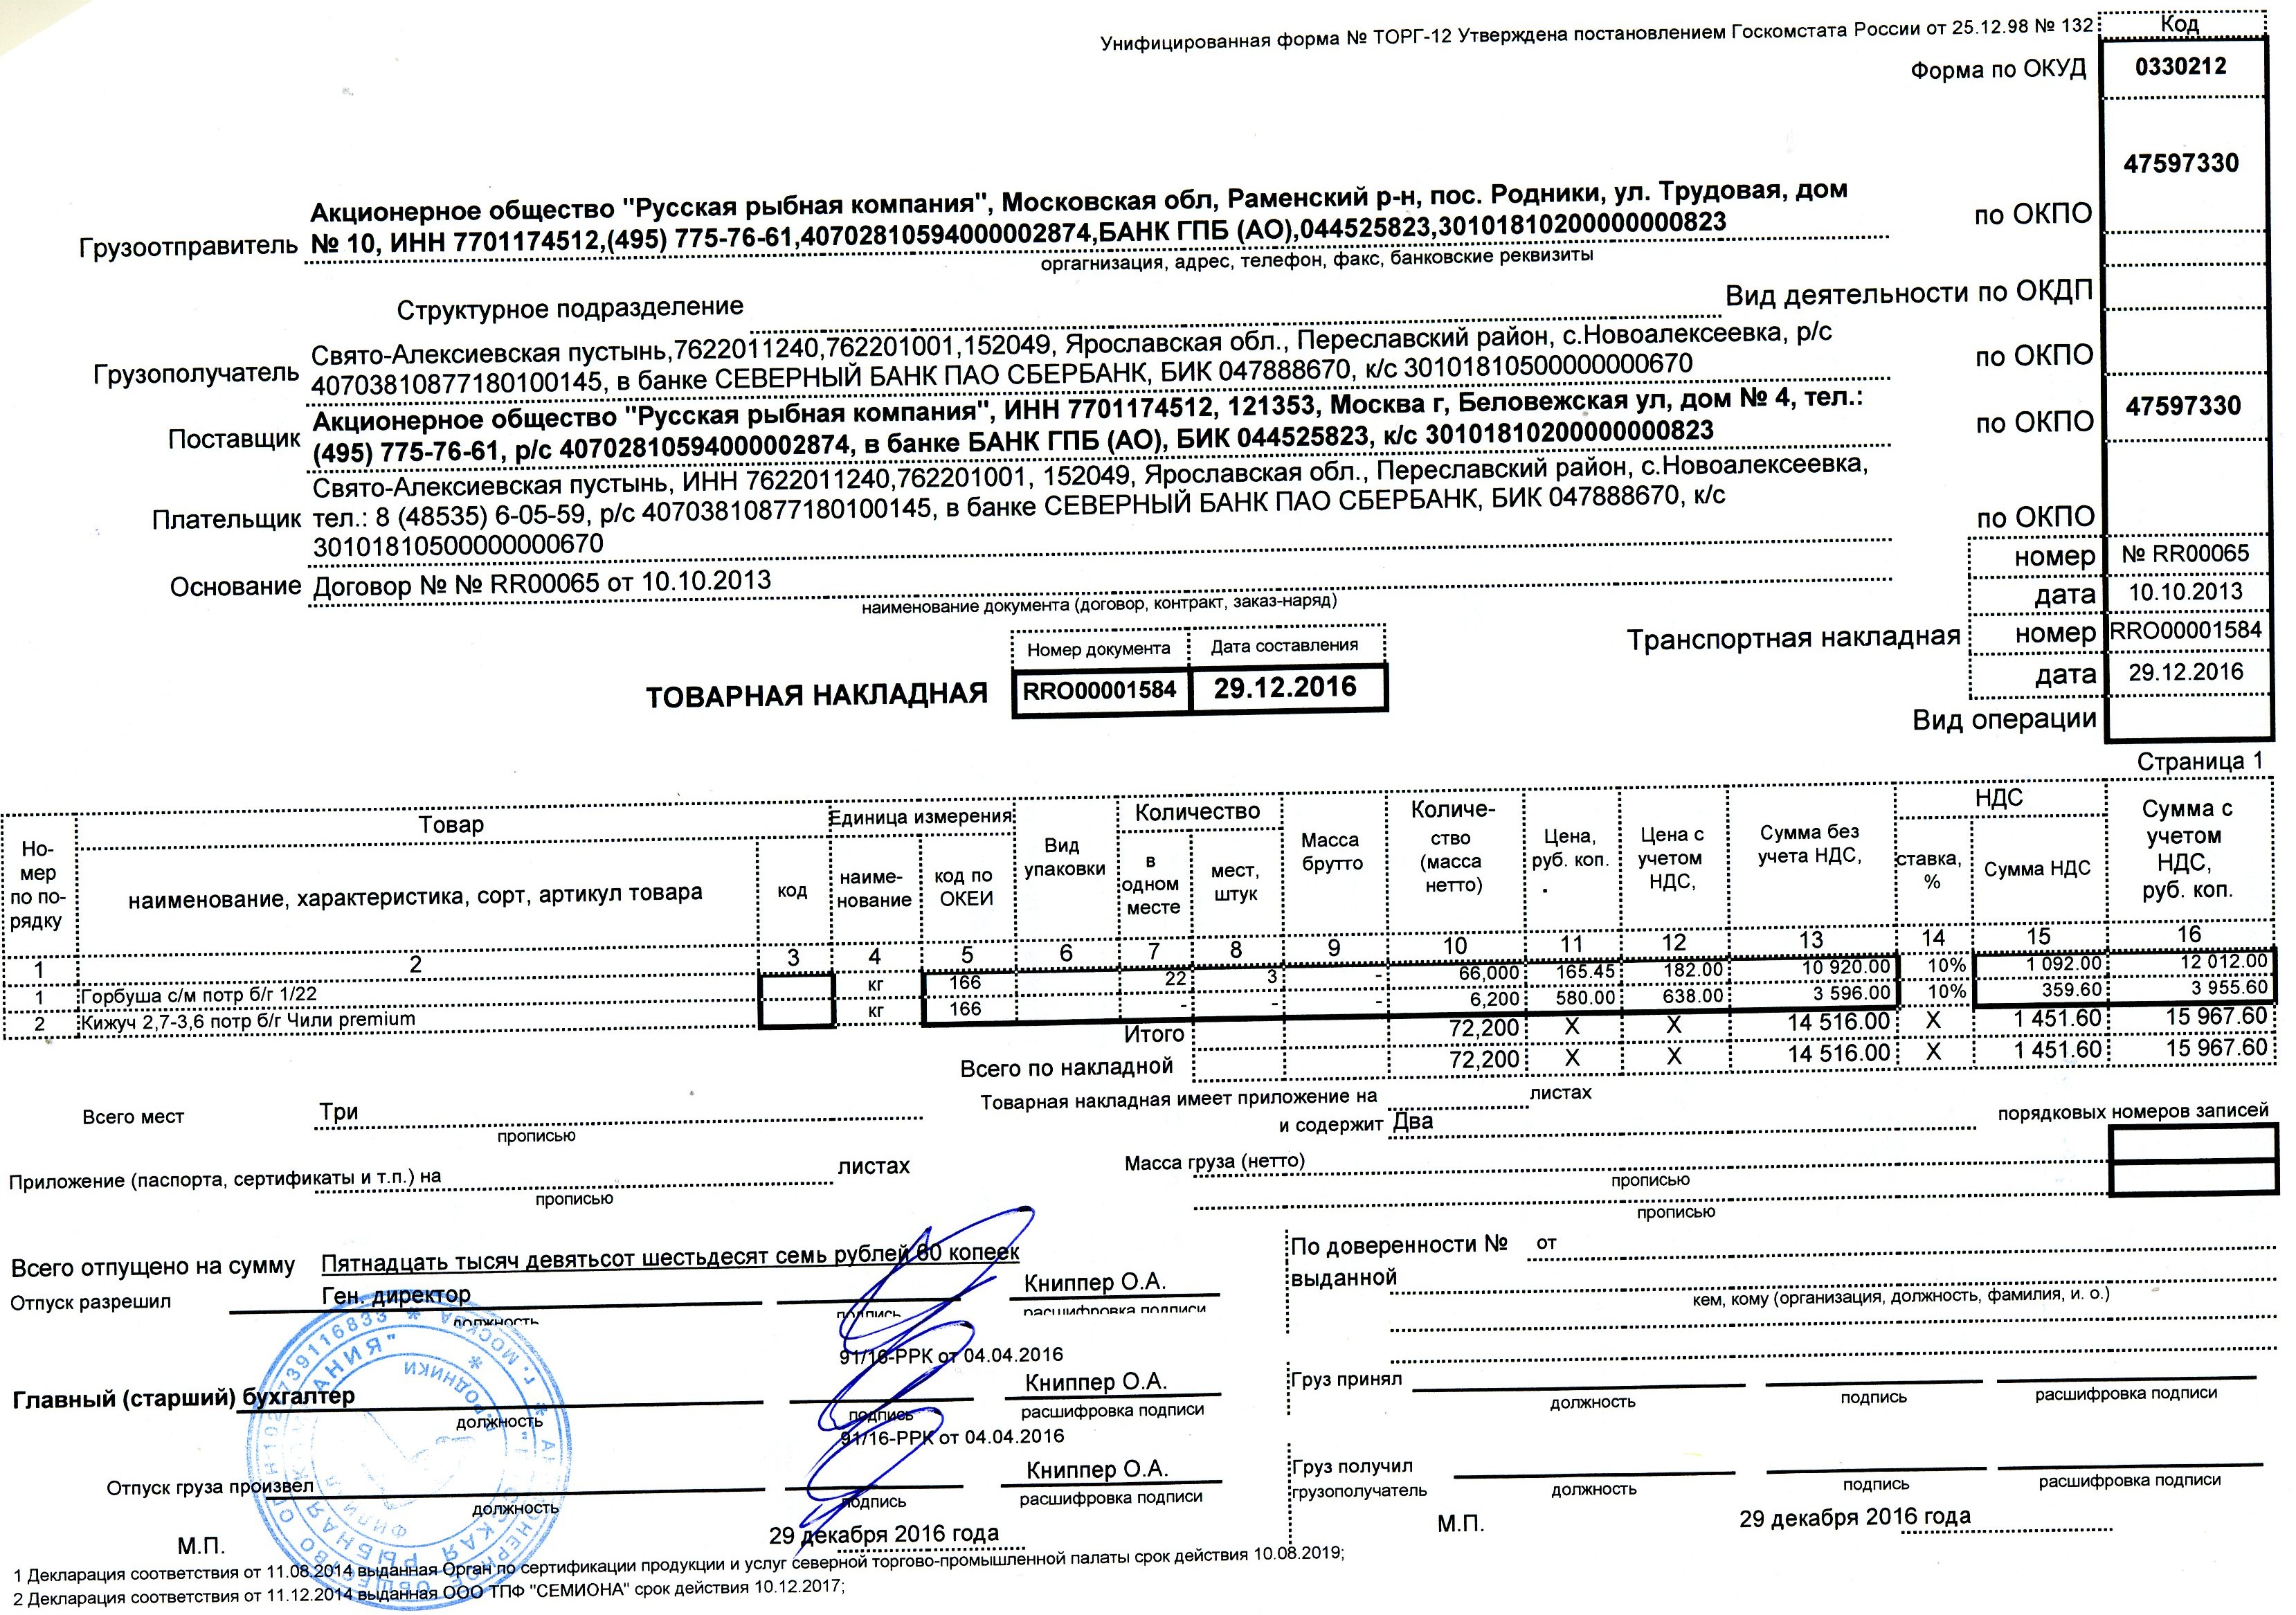 Унифицированная форма № ТОРГ-12 Утверждена постановлением Госкомстата России от 25.12.98 № 132
Код
Форма по ОКУД 0330212
47597330
Акционерное общество "Русская рыбная компания", Московская обл, Раменский р-н, пос. Родники, ул. Трудовая, дом
Грузоотправитель № 10, ИНН 7701174512,(495) 775-76-61,40702810594000002874,БАНК ГПБ (АО),044525823,30101810200000000823 по ОКПО
оргагнизация, адрес, телефон, факс, банковские реквизиты
Структурное подразделение Вид деятельности по ОКДП
Свято-Алексиевская пустынь,7622011240,762201001,152049, Ярославская обл., Переславский район, с.Новоалексеевка, р/с
Грузополучатель 40703810877180100145, в банке СЕВЕРНЫЙ БАНК ПАО СБЕРБАНК, БИК 047888670, к/с 30101810500000000670 по ОКПО
Акционерное общество "Русская рыбная компания", ИНН 7701174512, 121353, Москва г, Беловежская ул, дом № 4, тел.: 47597330
Поставщик (495) 775-76-61, р/с 40702810594000002874, в банке БАНК ГПБ (АО), БИК 044525823, к/с 30101810200000000823 по ОКПО
Свято-Алексиевская пустынь, ИНН 7622011240,762201001, 152049, Ярославская обл., Переславский район, с.Новоалексеевка,
Плательщик тел.: 8 (48535) 6-05-59, р/с 40703810877180100145, в банке СЕВЕРНЫЙ БАНК ПАО СБЕРБАНК, БИК 047888670, к/с по ОКПО
30101810500000000670
номер № RR00065
Основание Договор № № RR00065 от 10.10.2013 дата 10.10.2013
наименование документа (договор, контракт, заказ-наряд)
Транспортная накладная номер RRO00001584
Номер документа Дата составления
ТОВАРНАЯ НАКЛАДНАЯ RRO00001584 29.12.2016 дата 29.12.2016
Вид операции
Страница 1
Но-
мер
по по-
рядку
Товар
наименование, характеристика, сорт, артикул товара
код
Единица измерения
наиме-
нование
код по
ОКЕИ
Вид
упаковки
Количество
в
одном
месте
мест,
штук
Масса
брутто
Количе-
ство
(масса
нетто)
Цена,
руб. коп.
Цена с
учетом
НДС,
Сумма без
учета НДС,
НДС
ставка,
%
Сумма НДС
Сумма с
учетом
НДС,
руб. коп.
1 2 3 4 5 6 7 8 9 10 11 12 13 14 15 16
1 Горбуша с/м потр б/г 1/22 кг 166 22 3 - 66,000 165.45 182.00 10 920.00 10% 1 092.00 12 012.00
2 Кижуч 2,7-3,6 потр б/г Чили premium кг 166 - - - 6,200 580.00 638.00 3 596.00 10% 359.60 3 955.60
Итого 72,200 X X 14 516.00 X 1 451.60 15 967.60
Всего по накладной 72,200 X X 14 516.00 X 1 451.60 15 967.60
Товарная накладная имеет приложение на листах
Всего мест Три
прописью
и содержит Два порядковых номеров записей
Приложение (паспорта, сертификаты и т.п.) на листах
прописью
Масса груза (нетто)
прописью
прописью
Всего отпущено на сумму Пятнадцать тысяч девятьсот шестьдесят семь рублей 60 копеек
По доверенности № от
Отпуск разрешил Ген. директор Книппер О.А.
должность подпись расшифровка подписи
выданной
кем, кому (организация, должность, фамилия, и. о.)
91/16-РРК от 04.04.2016
Главный (старший) бухгалтер Книппер О.А.
должность подпись расшифровка подписи
Груз принял
должность подпись расшифровка подписи
91/16-РРК от 04.04.2016
Отпуск груза произвел Книппер О.А.
должность подпись расшифровка подписи
Груз получил
грузополучатель
должность подпись расшифровка подписи
М.П. 29 декабря 2016 года
М.П. 29 декабря 2016 года
1 Декларация соответствия от 11.08.2014 выданная Орган по сертификации продукции и услуг северной торгово-промышленной палаты срок действия 10.08.2019;
2 Декларация соответствия от 11.12.2014 выданная ООО ТПФ "СЕМИОНА" срок действия 10.12.2017;